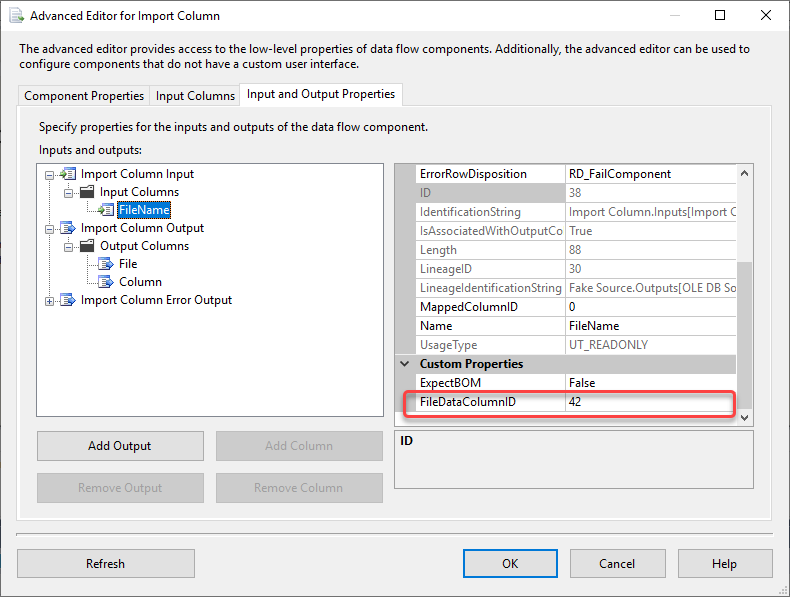 Advanced Editor for Import Column
The advanced editor provides access to the low-level properties of data flow components. Additionally, the advanced editor can be used to
configure components that do not have a custom user interface.
Component Properties
Input Columns
Input and Output Properties
Specify properties for the inputs and outputs of the data flow component.
Inputs and outputs:
Import Column Input
Input Columns
FileName
Import Column Output
Output Columns
File
Column
Import Column Error Output
ErrorRowDisposition RD_FailComponent
ID 38
IdentificationString Import Column.Inputs[Import C
IsAssociatedWithOutputCo True
Length 88
LineageID 30
LineageIdentificationString Fake Source.Outputs[OLE DB So
MappedColumnID 0
Name FileName
UsageType UT_READONLY
Custom Properties
ExpectBOM False
FileDataColumnID 42
Add Output
Add Column
Remove Output
Remove Column
ID
Refresh
OK
Cancel
Help